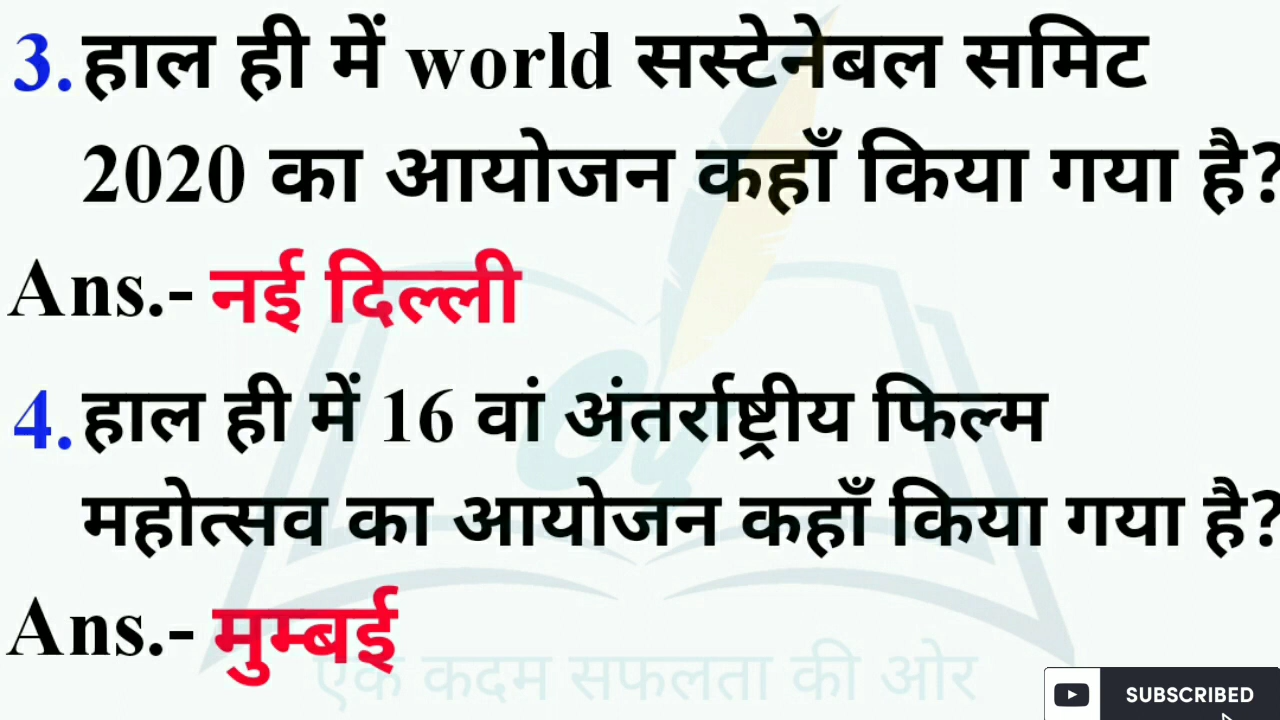 3. हाल ही में world सस्टेनेबल समिट
2020 का आयोजन कहाँ किया गया है?
Ans.- नई दिल्ली
4. हाल ही में 16 वां अंतर्राष्ट्रीय फिल्म
महोत्सव का आयोजन कहाँ किया गया है?
Ans.- मुम्बई
एक कदम सफलता की ओर
SUBSCRIBED